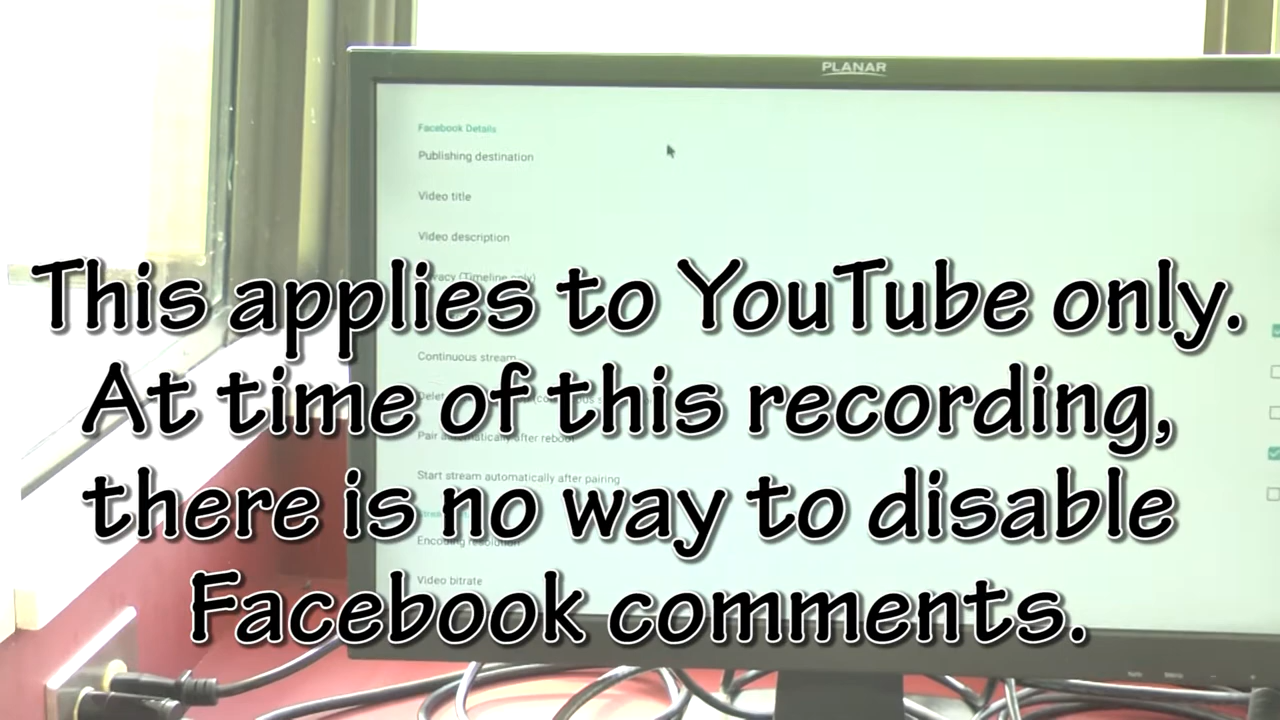 PLANAR
Facebook Details
Publishing destination
Video title
Video description
(Timeline only)
This applies to YouTube only.
Continuous stream
At time of this recording,
Pair automatically after reboot
Start stream automatically after pairing
there is no way to disable
Encoding resolution
Video bitrate
Facebook comments.